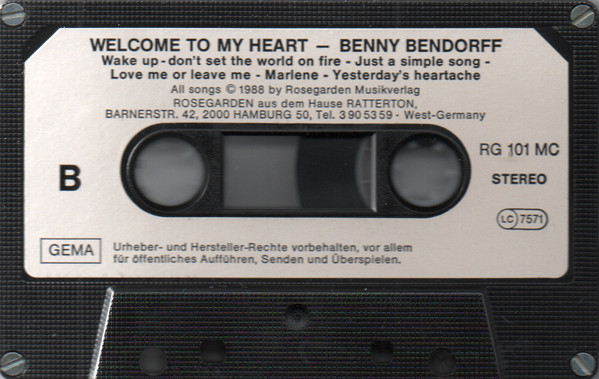 WELCOME TO MY HEART — BENNY BENDORFF
Wake up - don't set the world on fire - Just a simple song -
Love me or leave me - Marlene - Yesterday's heartache
All songs © 1988 by Rosegarden Musikverlag
ROSEGARDEN aus dem Hause RATTERTON,
BARNERSTR. 42, 2000 HAMBURG 50, Tel. 3 90 53 59 - West-Germany
RG 101 MC
B
STEREO
LC 7571
GEMA
Urheber- und Hersteller-Rechte vorbehalten, vor allem
für öffentliches Aufführen, Senden und Überspielen.